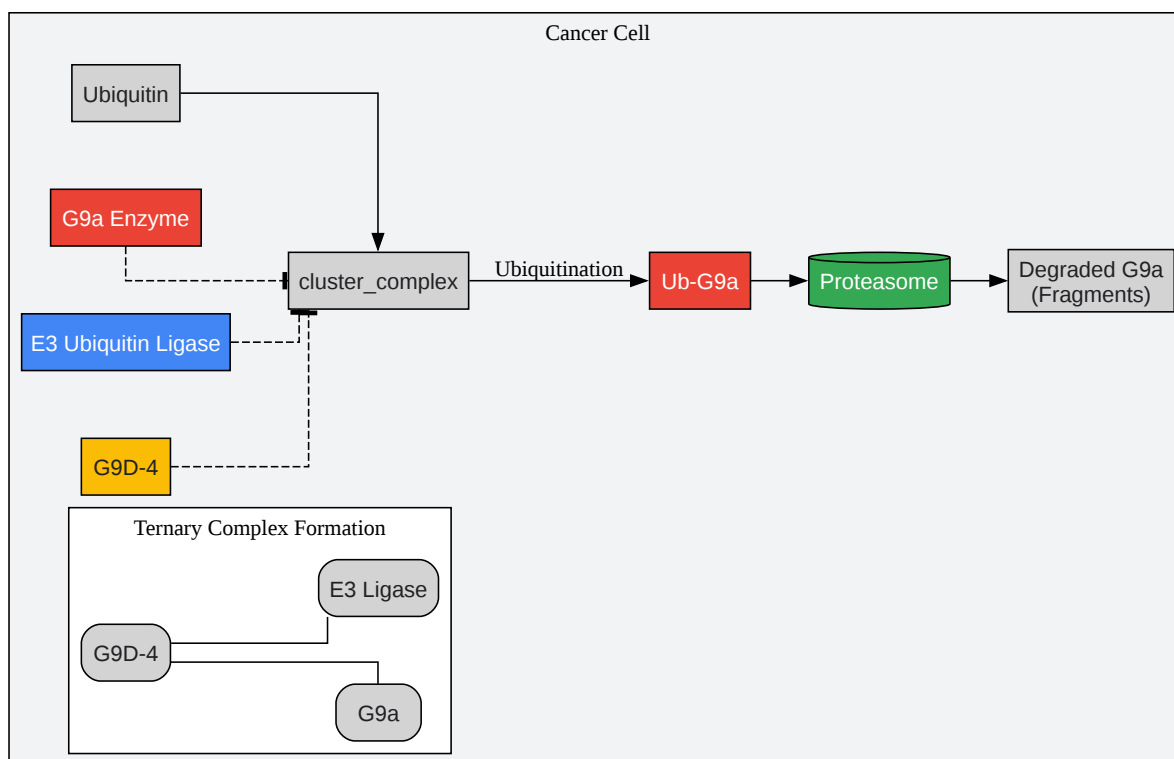 Cancer Cell
Ubiquitin
G9a Enzyme
cluster_complex
Ubiquitination
Ub-G9a
Proteasome
Degraded G9a
(Fragments)
E3 Ubiquitin Ligase
G9D-4
Ternary Complex Formation
E3 Ligase
G9D-4
G9a